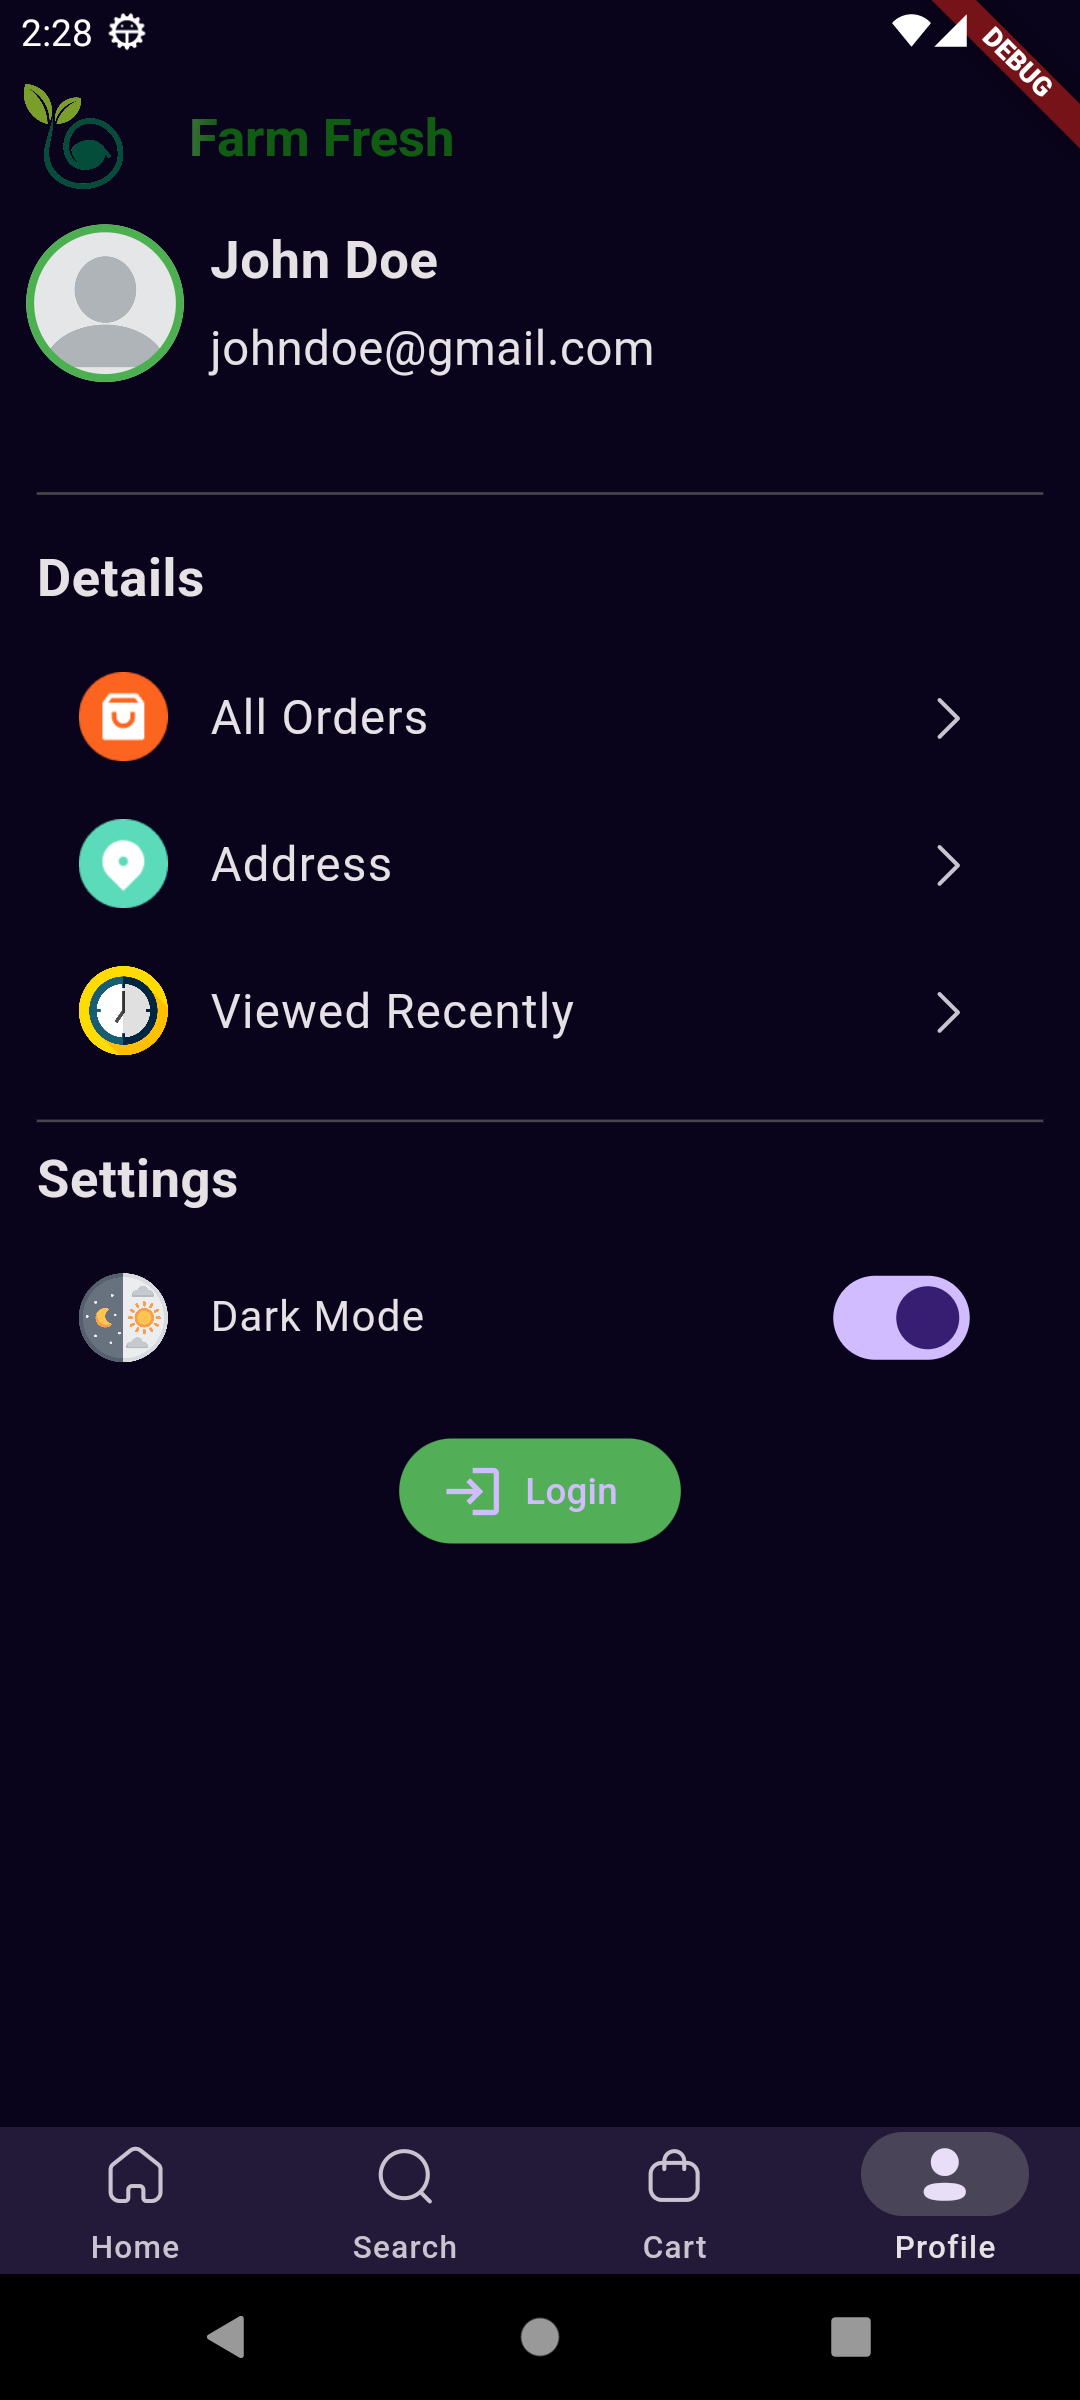 2:28
DEBUG
Farm Fresh
John Doe
johndoe@gmail.com
Details
All Orders
Address
Viewed Recently
Settings
Dark Mode
Login
Home
Search
Cart
Profile